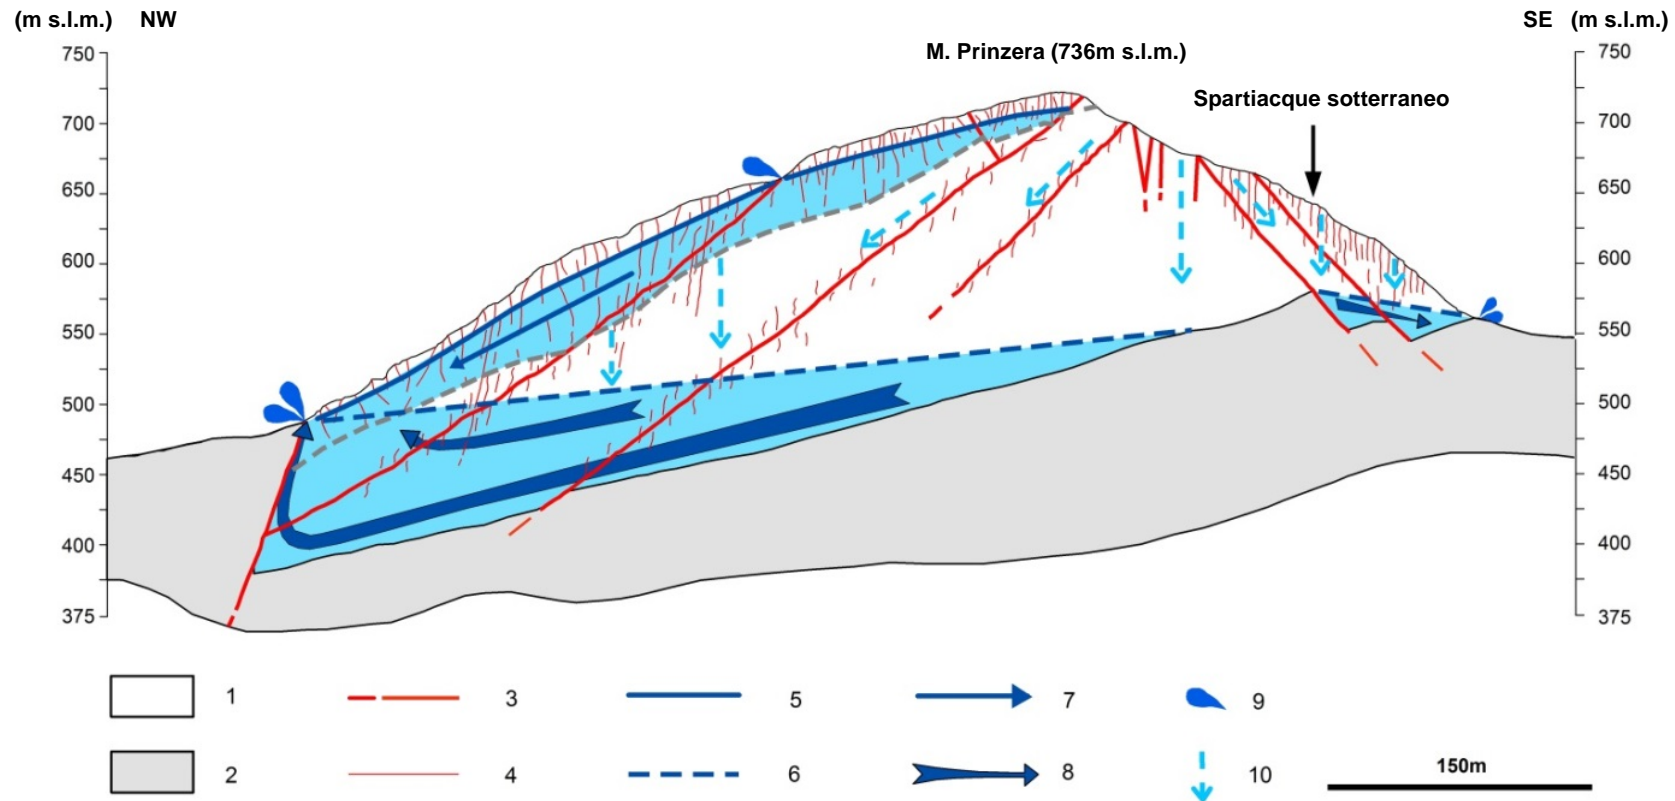 (m s.l.m.) NW SE (m s.l.m.)
M. Prinzera (736m s.l.m.)
Spartiacque sotterraneo
750 750
700 700
650 650
600 600
550 550
500 500
450 450
400 400
375 375
1 3 5 7 9
2 4 6 8 10
150m